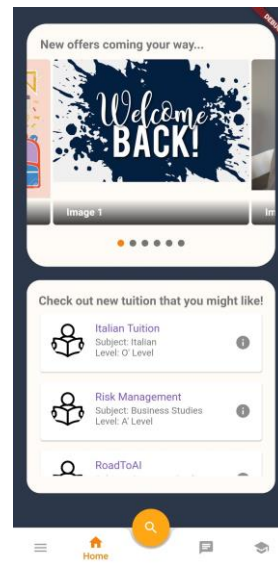 New offers coming your way...
Welcome
BACK!
Image 1
Im
Check out new tuition that you might like!
Italian Tuition
Subject: Italian
Level: O' Level
Risk Management
Subject: Business Studies
Level: A' Level
RoadToAI
Home